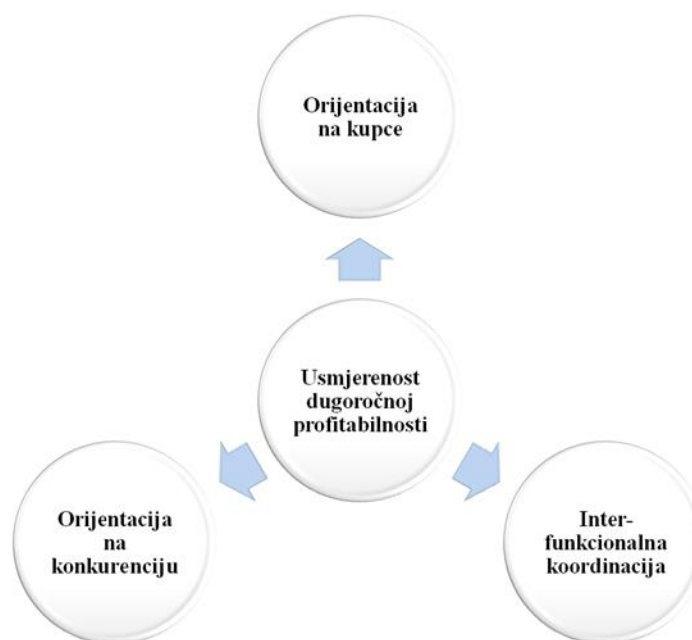 Orijentacija
na kupce
Usmjerenost
dugoročnoj
profitabilnosti
Orijentacija
na
konkurenciju
Inter-
funkcionalna
koordinacija